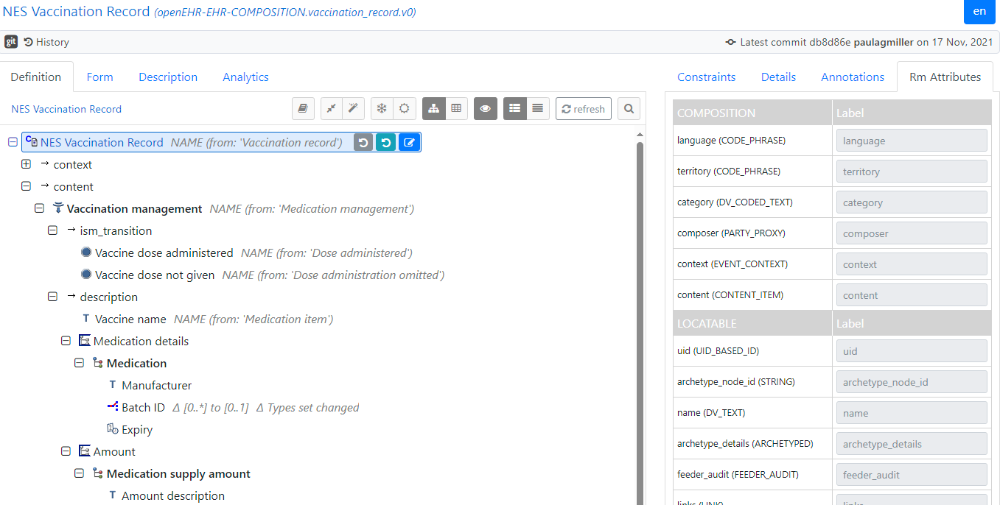 NES Vaccination Record (openEHR-EHR-COMPOSITION.vaccination_record.v0)
en
git History
Latest commit db8d86e paulagmiller on 17 Nov, 2021
Definition Form Description Analytics
Constraints Details Annotations Rm Attributes
NES Vaccination Record
refresh
NES Vaccination Record NAME (from: 'Vaccination record')
context
content
Vaccination management NAME (from: 'Medication management')
ism_transition
Vaccine dose administered NAME (from: 'Dose administered')
Vaccine dose not given NAME (from: 'Dose administration omitted')
description
T Vaccine name NAME (from: 'Medication item')
Medication details
Medication
T Manufacturer
Batch ID Δ [0..*] to [0..1] Δ Types set changed
Expiry
Amount
Medication supply amount
T Amount description
COMPOSITION Label
language (CODE_PHRASE) language
territory (CODE_PHRASE) territory
category (DV_CODED_TEXT) category
composer (PARTY_PROXY) composer
context (EVENT_CONTEXT) context
content (CONTENT_ITEM) content
LOCATABLE Label
uid (UID_BASED_ID) uid
archetype_node_id (STRING) archetype_node_id
name (DV_TEXT) name
archetype_details (ARCHETYPED) archetype_details
feeder_audit (FEEDER_AUDIT) feeder_audit
links (LINK) links